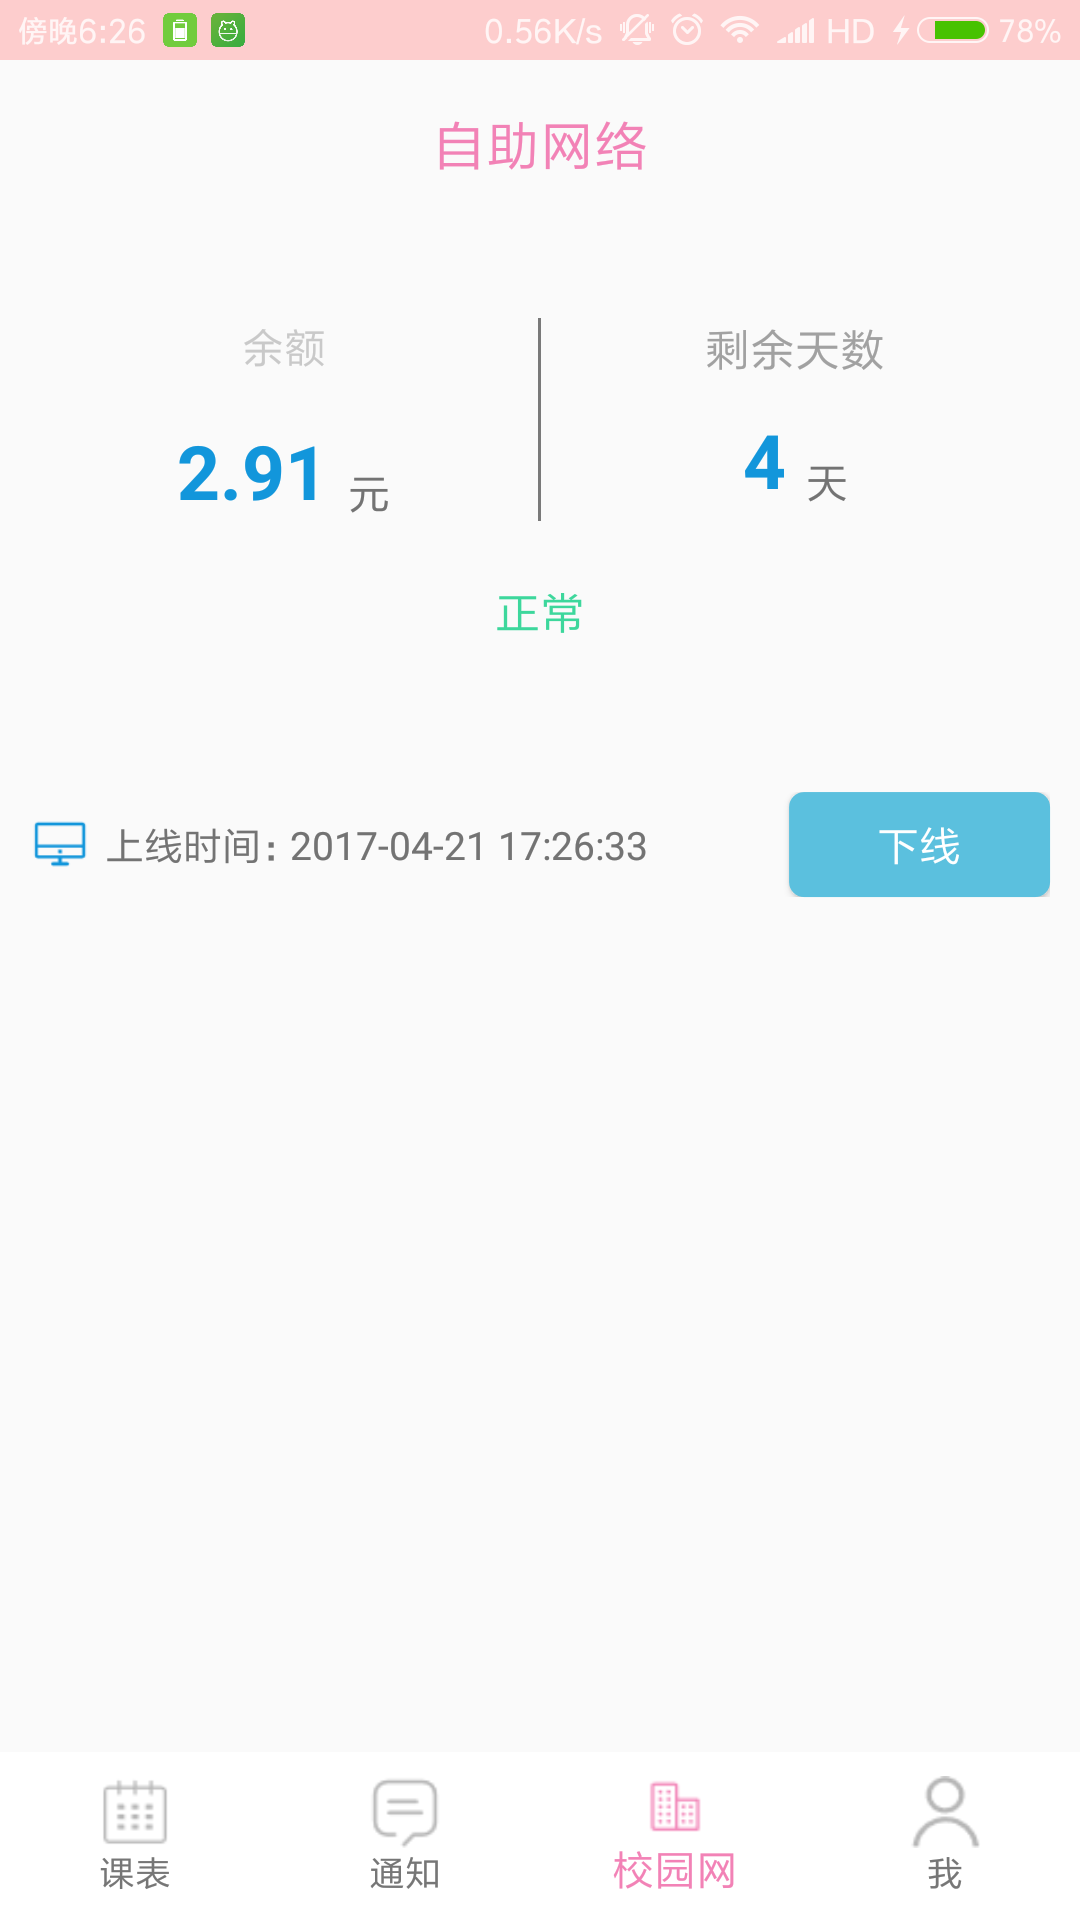 傍晚6:26 0.56K/s HD 78%
自助网络
余额 剩余天数
2.91 元 4 天
正常
上线时间：2017-04-21 17:26:33 下线
课表 通知 校园网 我